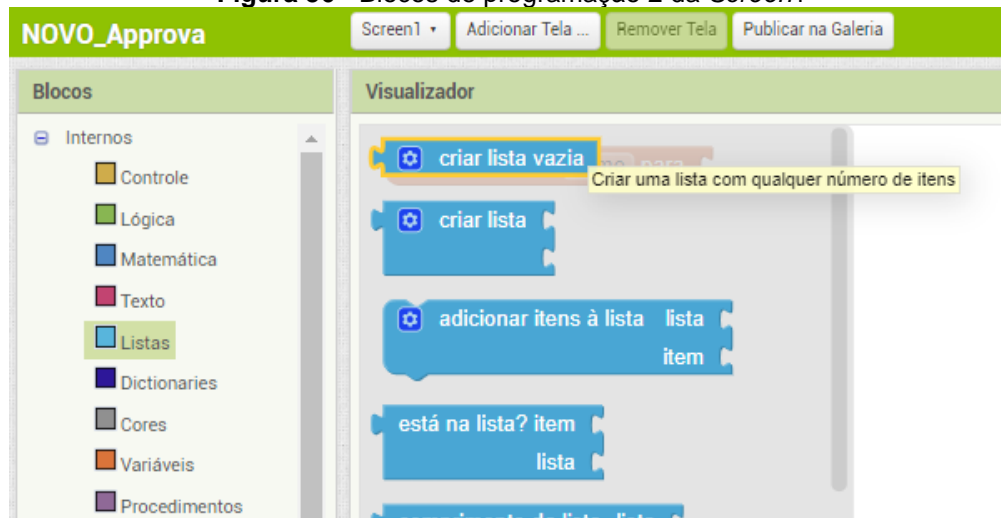 NOVO_Approva
Screen1
Adicionar Tela ...
Remover Tela
Publicar na Galeria
Blocos
Visualizador
Internos
Controle
Lógica
Matemática
Texto
Listas
Dictionaries
Cores
Variáveis
Procedimentos
criar lista vazia
para
Criar uma lista com qualquer número de itens
criar lista
adicionar itens à lista lista
item
está na lista? item
lista